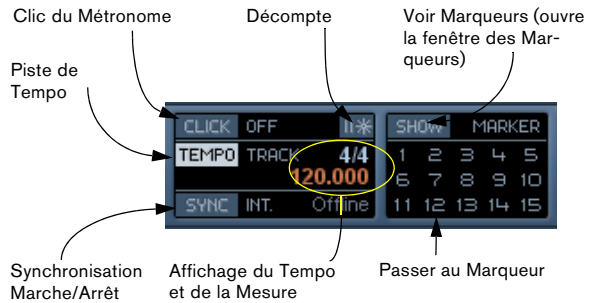 Clic du Métronome
Décompte
Voir Marqueurs (ouvre
la fenêtre des Mar-
queurs)
Piste de
Tempo
CLICK OFF
SHOW MARKER
TEMPO TRACK 4/4
1 2 3 4 5
120.000
6 7 8 9 10
SYNC INT. Offline
11 12 13 14 15
Synchronisation
Marche/Arrêt
Affichage du Tempo
et de la Mesure
Passer au Marqueur